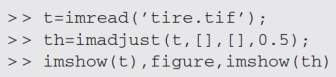 >> t=imread('tire.tif');
>> th=imadjust(t,[],[],0.5);
>> imshow(t),figure,imshow(th)